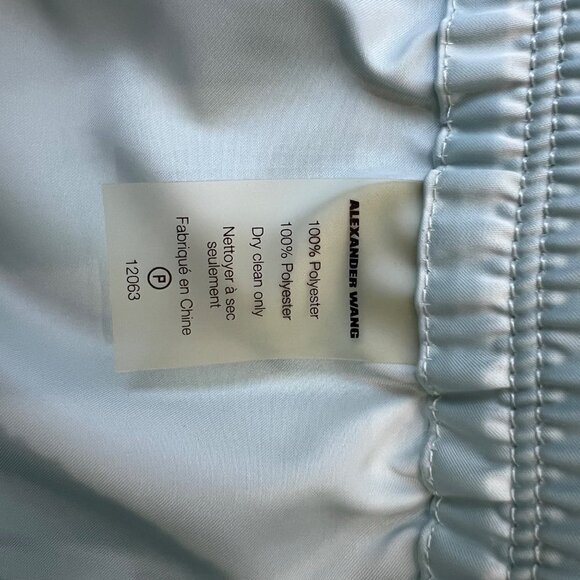 ALEXANDER WANG
100% Polyester
100% Polyester
Dry clean only
Nettoyer à sec
seulement
Fabriqué en Chine
P
12063